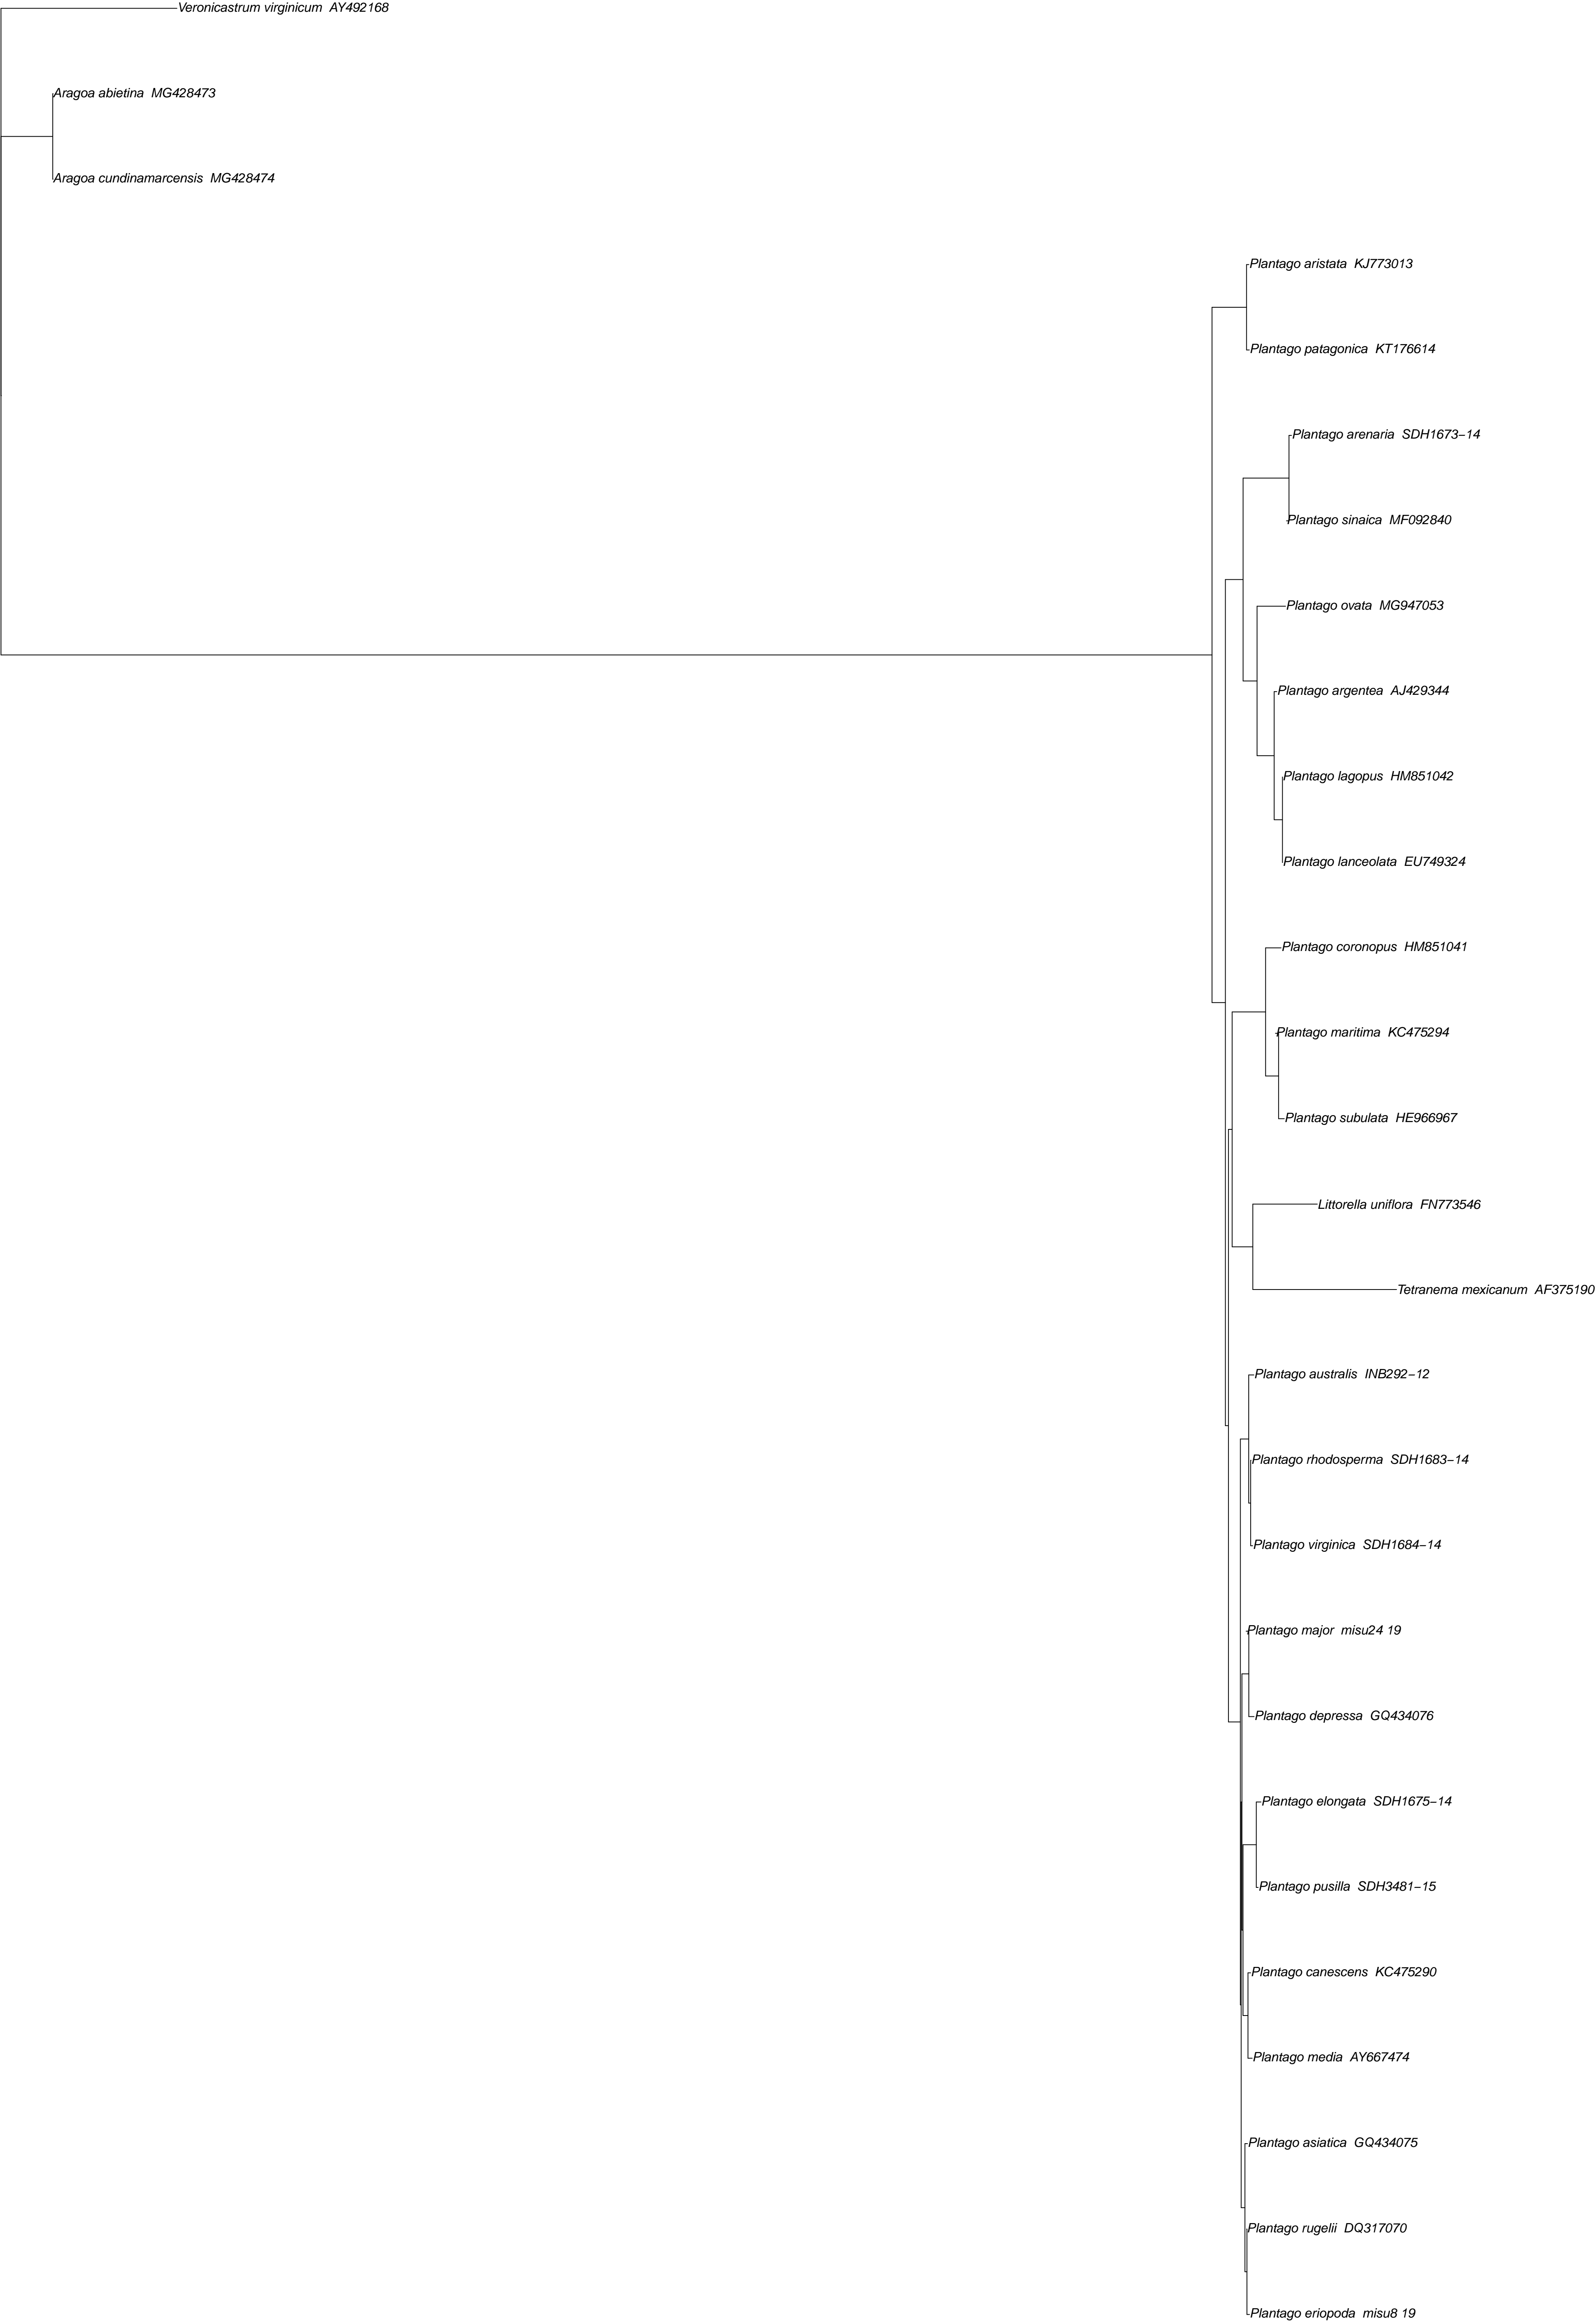 Veronicastrum virginicum AY492168
Aragoa abietina MG428473
Aragoa cundinamarcensis MG428474
Plantago aristata KJ773013
Plantago patagonica KT176614
Plantago arenaria SDH1673−14
Plantago sinaica MF092840
Plantago ovata MG947053
Plantago argentea AJ429344
Plantago lagopus HM851042
Plantago lanceolata EU749324
Plantago coronopus HM851041
Plantago maritima KC475294
Plantago subulata HE966967
Littorella uniflora FN773546
Tetranema mexicanum AF375190
Plantago australis INB292−12
Plantago rhodosperma SDH1683−14
Plantago virginica SDH1684−14
Plantago major misu24 19
Plantago depressa GQ434076
Plantago elongata SDH1675−14
Plantago pusilla SDH3481−15
Plantago canescens KC475290
Plantago media AY667474
Plantago asiatica GQ434075
Plantago rugelii DQ317070
Plantago eriopoda misu8 19